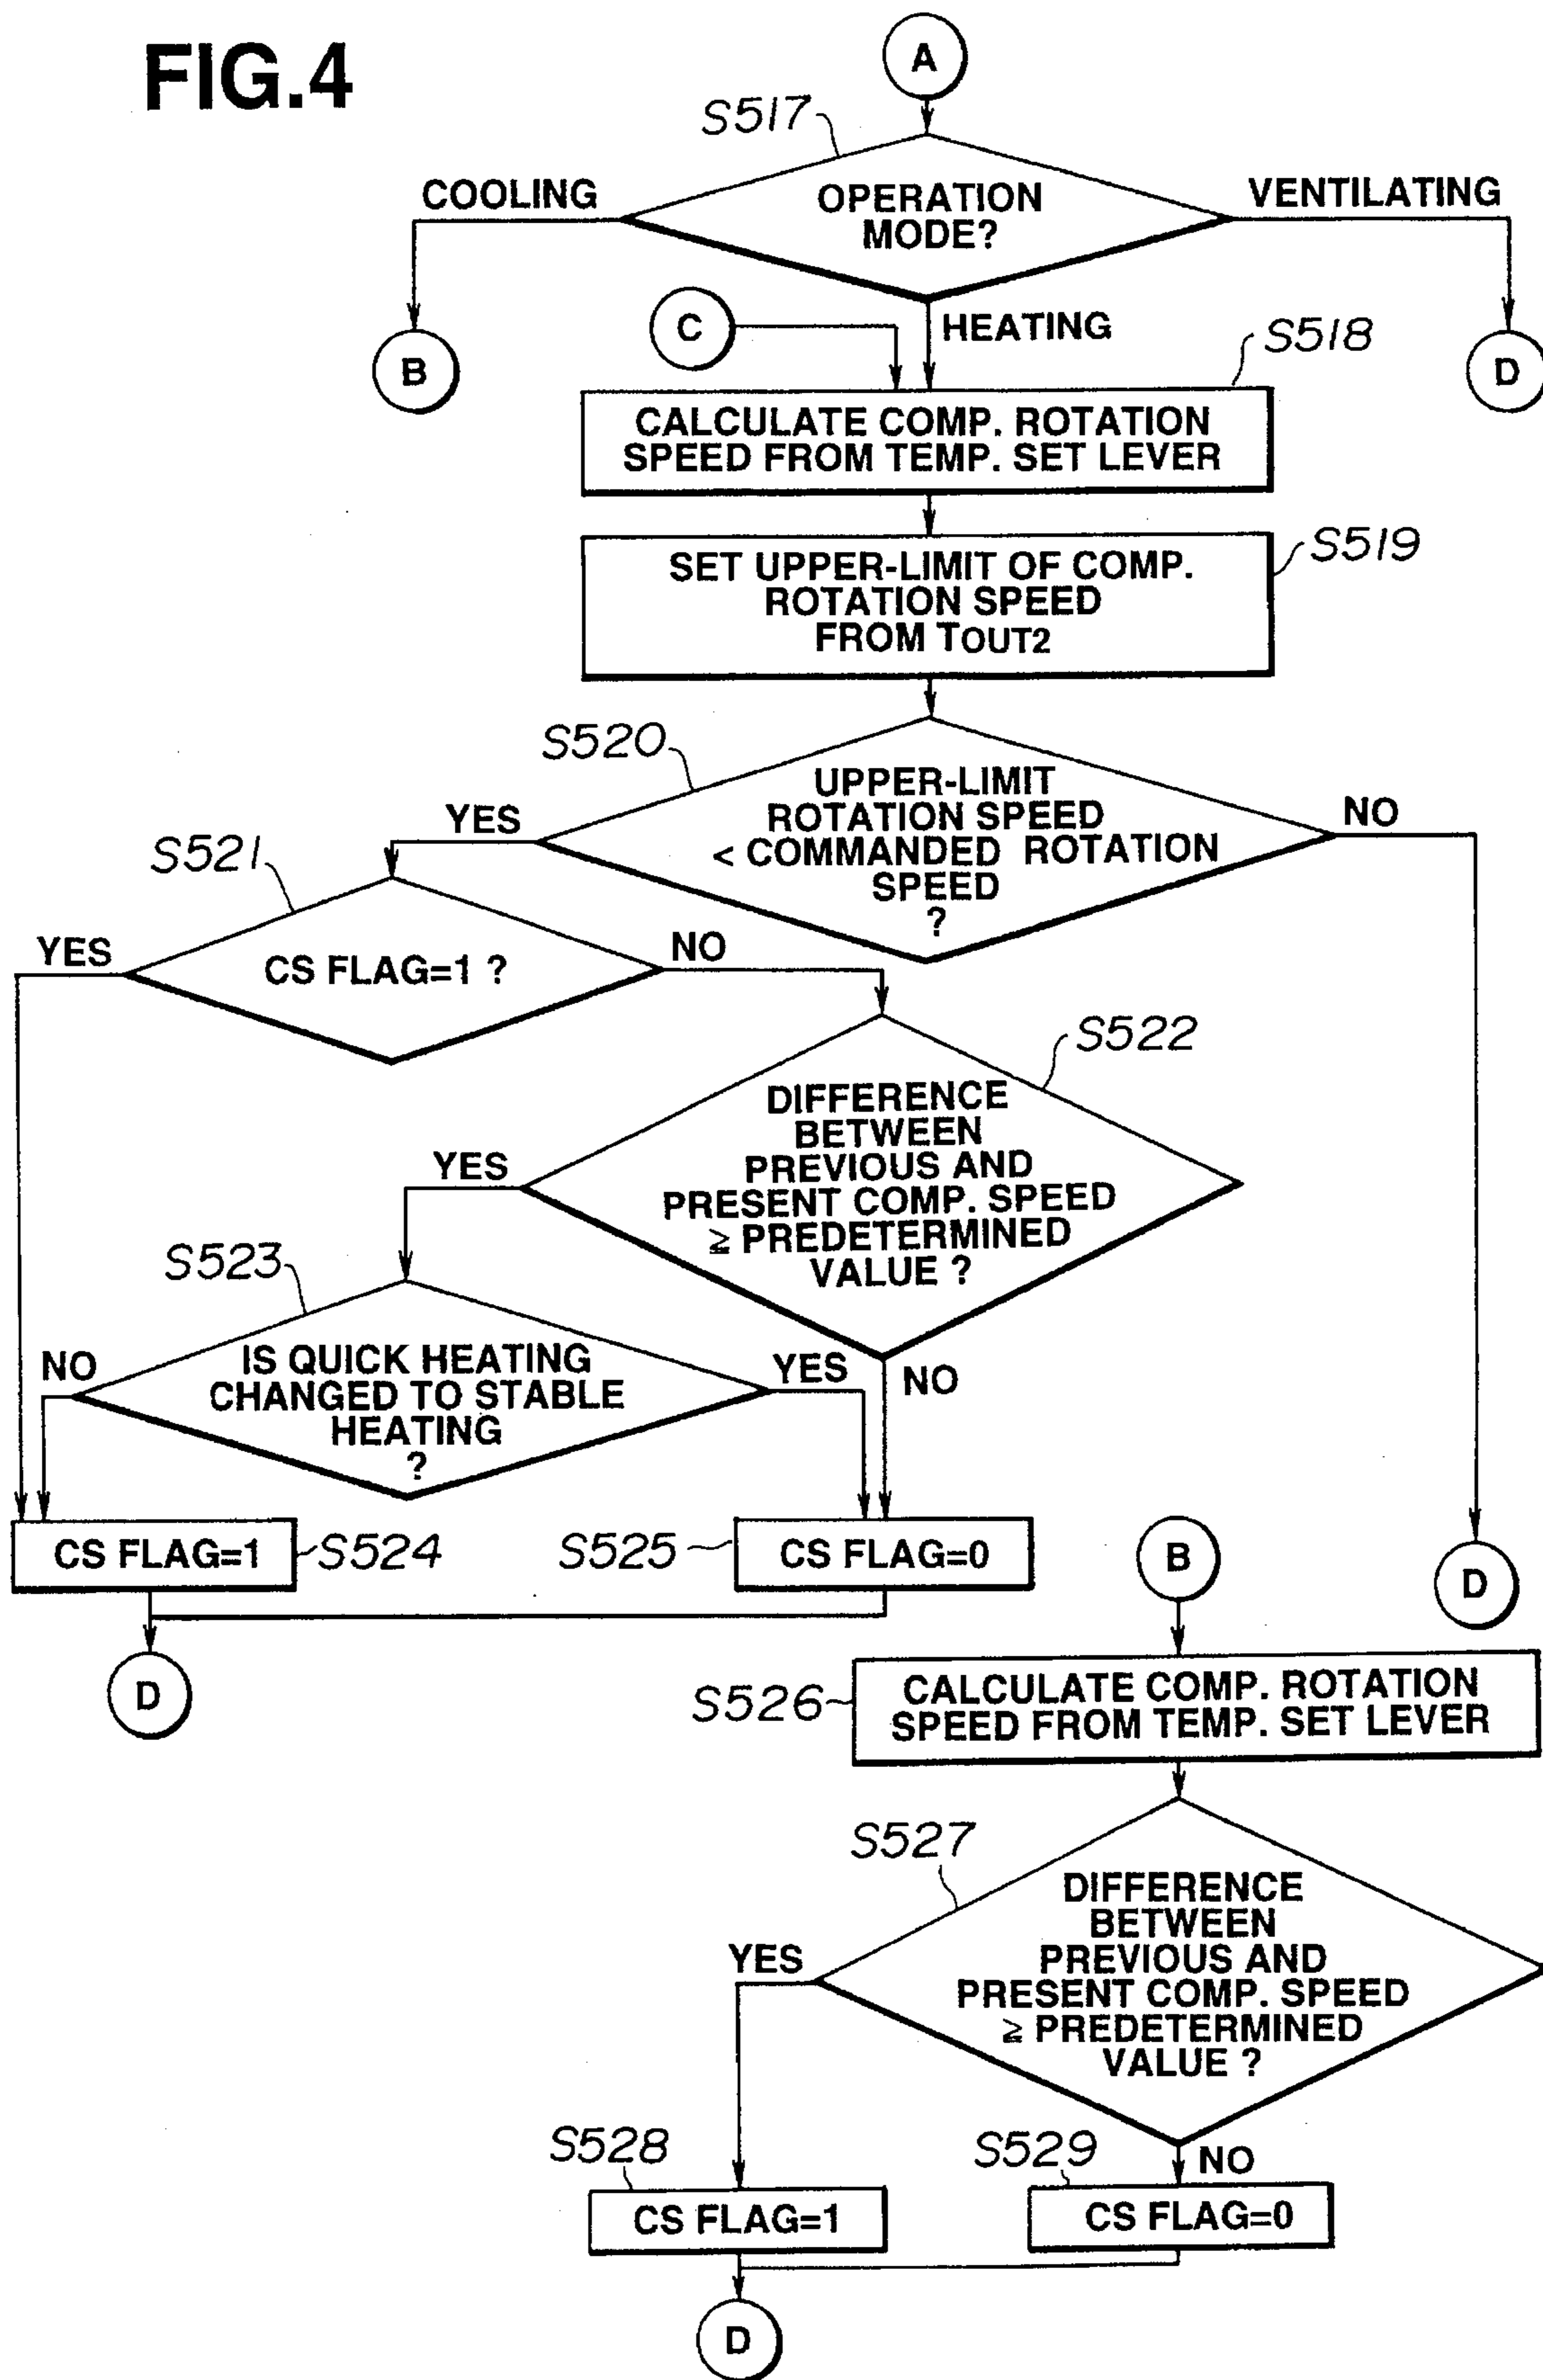 FIG.4
A
S517
COOLING
OPERATION
MODE?
VENTILATING
B
C
HEATING
D
S518
CALCULATE COMP. ROTATION
SPEED FROM TEMP. SET LEVER
S519
SET UPPER-LIMIT OF COMP.
ROTATION SPEED
FROM TOUT2
S520
UPPER-LIMIT
ROTATION SPEED
< COMMANDED ROTATION
SPEED
?
YES
NO
S521
YES
CS FLAG=1 ?
NO
S522
DIFFERENCE
BETWEEN
PREVIOUS AND
PRESENT COMP. SPEED
≧ PREDETERMINED
VALUE ?
YES
NO
S523
NO
IS QUICK HEATING
CHANGED TO STABLE
HEATING
?
YES
CS FLAG=1
S524
S525
CS FLAG=0
B
D
D
S526
CALCULATE COMP. ROTATION
SPEED FROM TEMP. SET LEVER
S527
YES
DIFFERENCE
BETWEEN
PREVIOUS AND
PRESENT COMP. SPEED
≧ PREDETERMINED
VALUE ?
NO
S528
CS FLAG=1
S529
CS FLAG=0
D